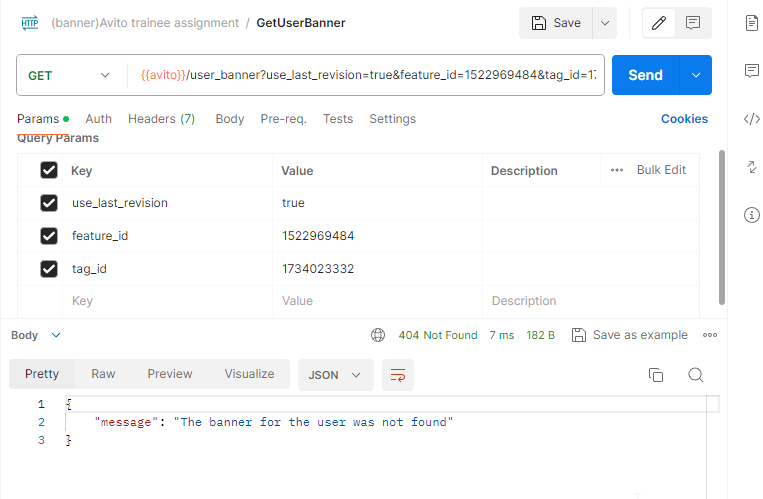 HTTP (banner)Avito trainee assignment / GetUserBanner Save
GET {{avito}}/user_banner?use_last_revision=true&feature_id=1522969484&tag_id=17 Send
Params Auth Headers (7) Body Pre-req. Tests Settings Cookies
Query Params
Key Value Description Bulk Edit
use_last_revision true
feature_id 1522969484
tag_id 1734023332
Key Value Description
Body 404 Not Found 7 ms 182 B Save as example
Pretty Raw Preview Visualize JSON
1 {
2 "message": "The banner for the user was not found"
3 }